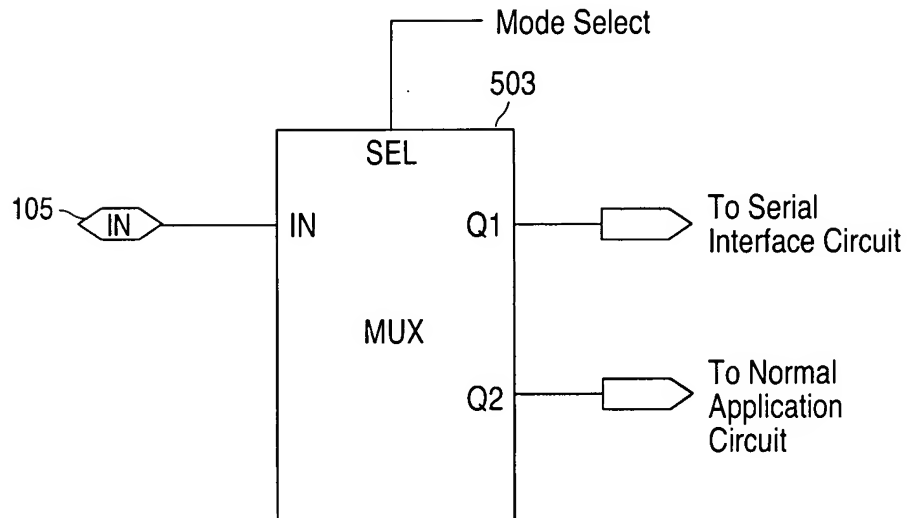 Mode Select
503
SEL
105
IN
IN
Q1
To Serial
Interface Circuit
MUX
Q2
To Normal
Application
Circuit